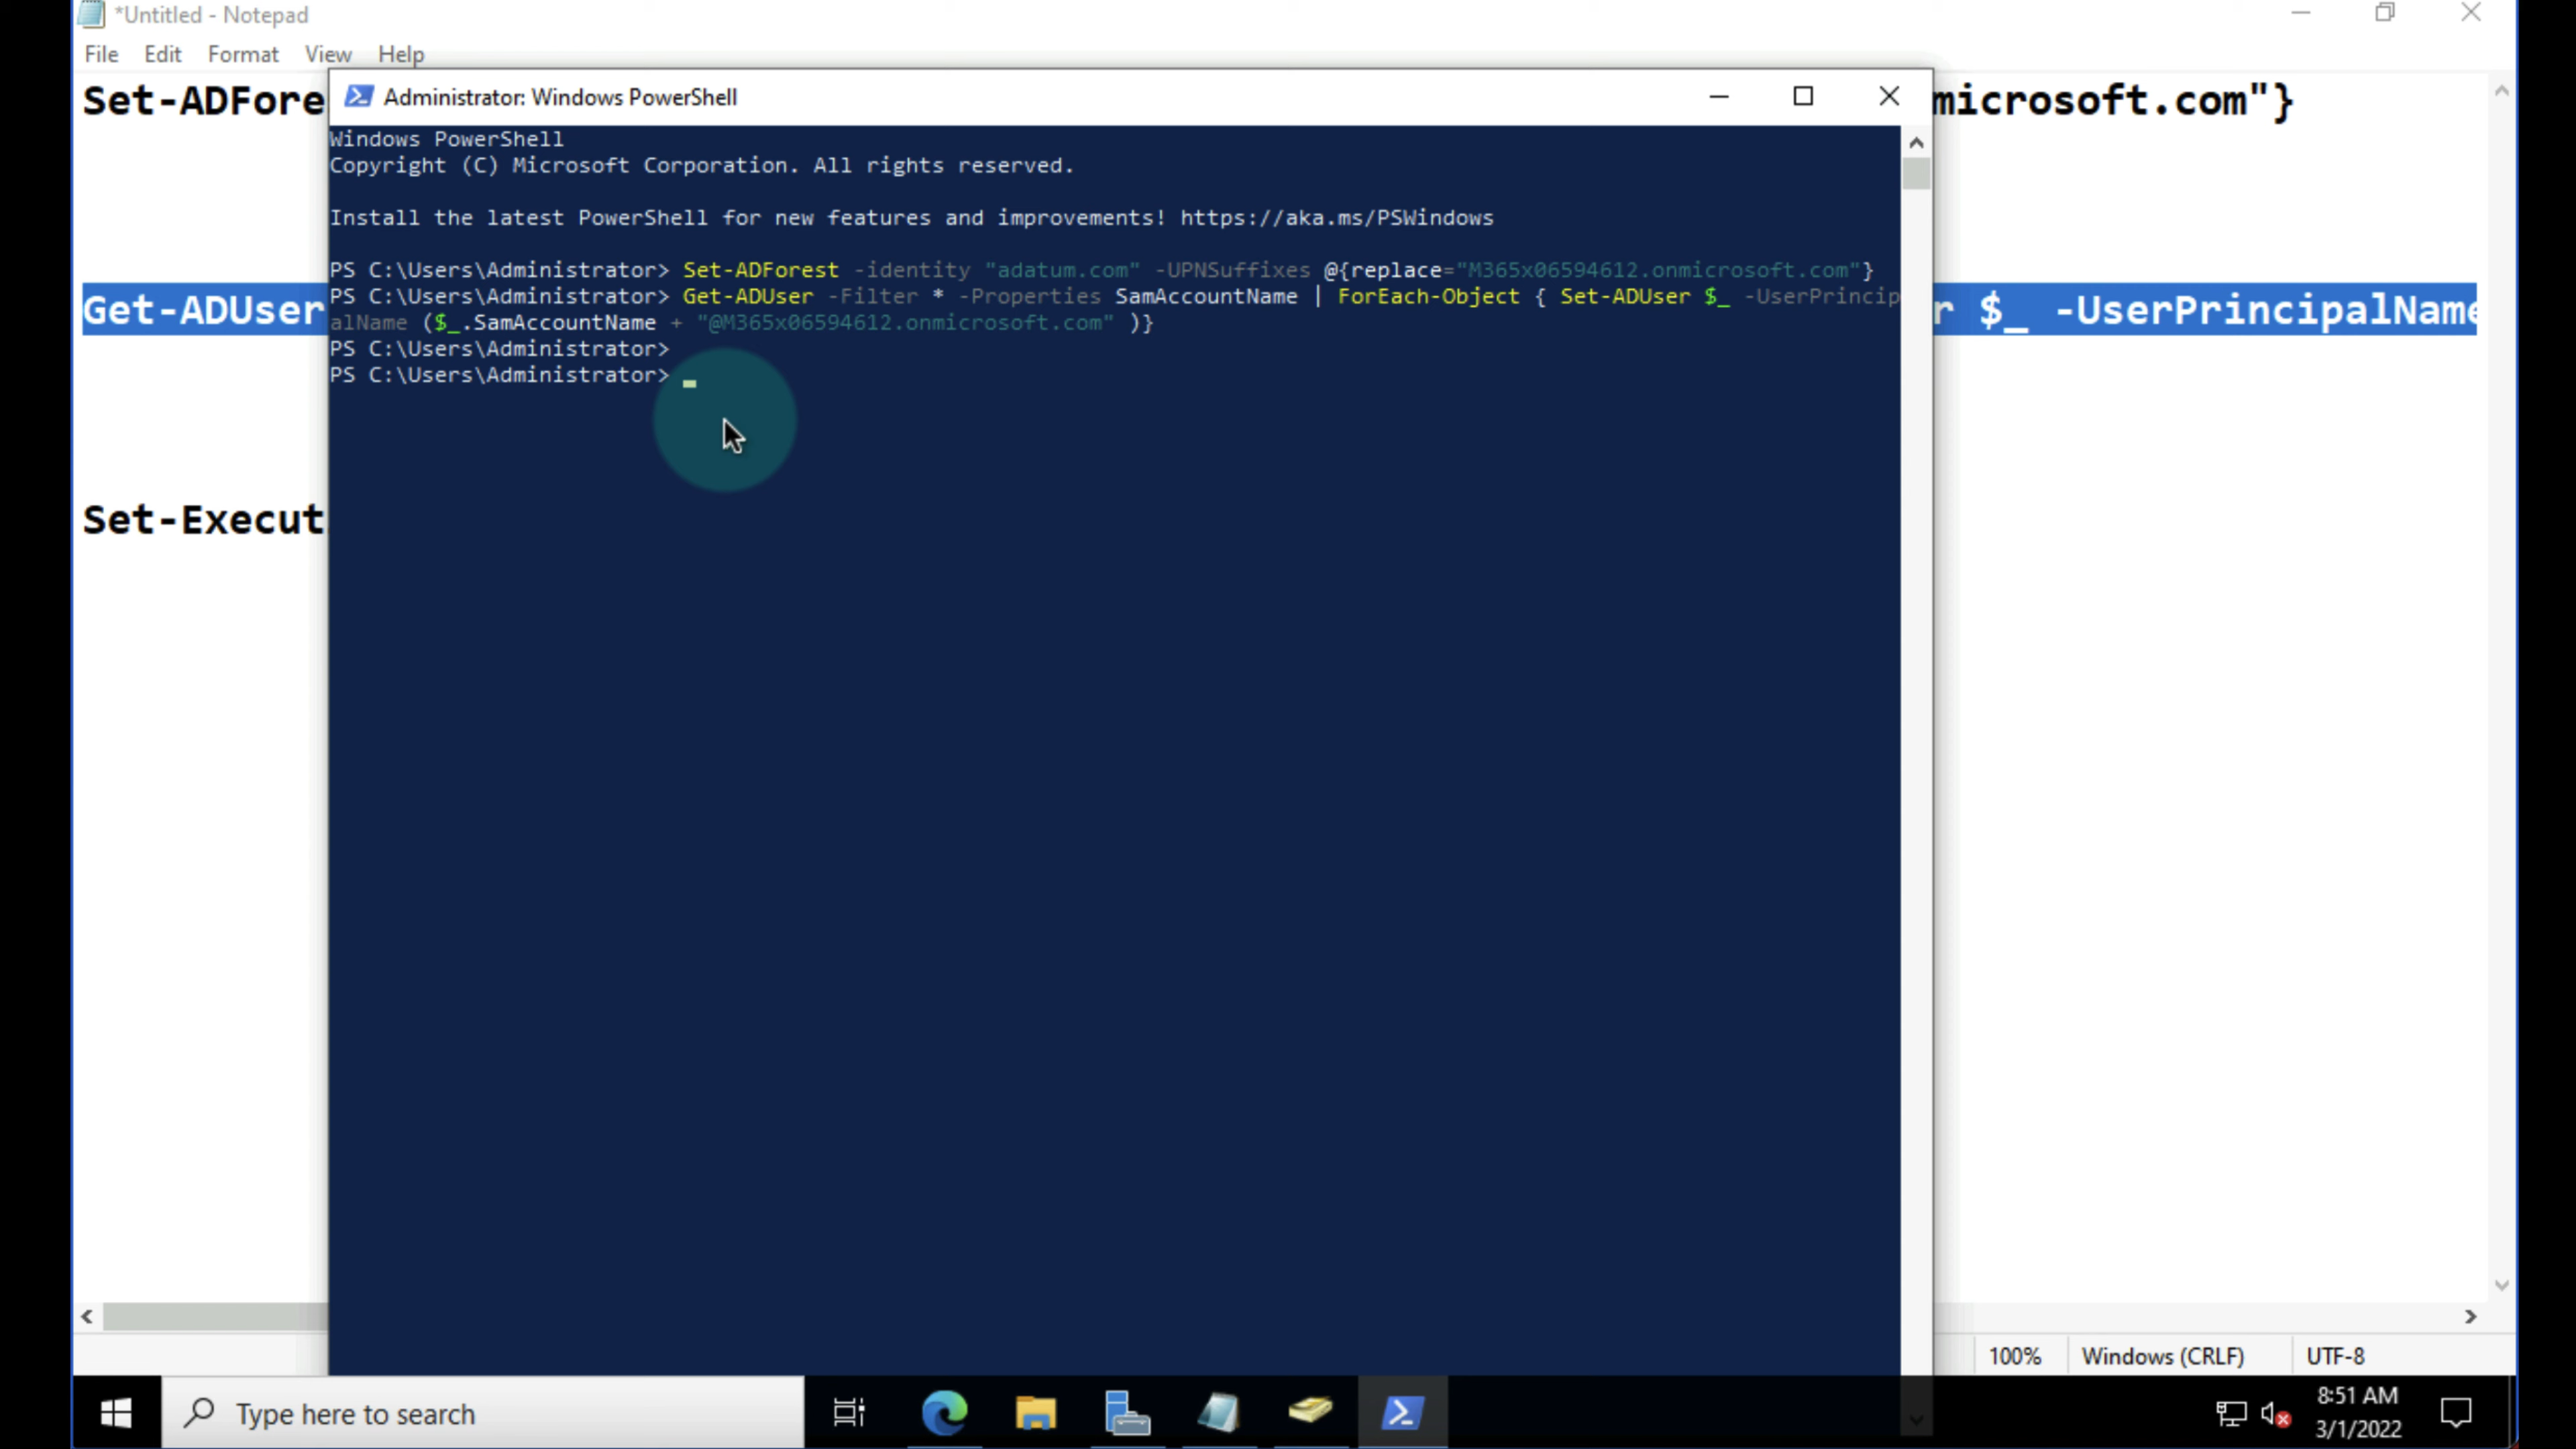 *Untitled - Notepad
File Edit Format View Help
Set-ADFore
microsoft.com"}
Administrator: Windows PowerShell
Windows PowerShell
Copyright (C) Microsoft Corporation. All rights reserved.
Install the latest PowerShell for new features and improvements! https://aka.ms/PSWindows
PS C:\Users\Administrator> Set-ADForest -identity "adatum.com" -UPNSuffixes @{replace="M365x06594612.onmicrosoft.com"}
PS C:\Users\Administrator> Get-ADUser -Filter * -Properties SamAccountName | ForEach-Object { Set-ADUser $_ -UserPrincip
alName ($_.SamAccountName + "@M365x06594612.onmicrosoft.com" )}
PS C:\Users\Administrator>
PS C:\Users\Administrator>
Get-ADUser
r $_ -UserPrincipalName
Set-Execut
100% Windows (CRLF) UTF-8
Type here to search
8:51 AM
3/1/2022